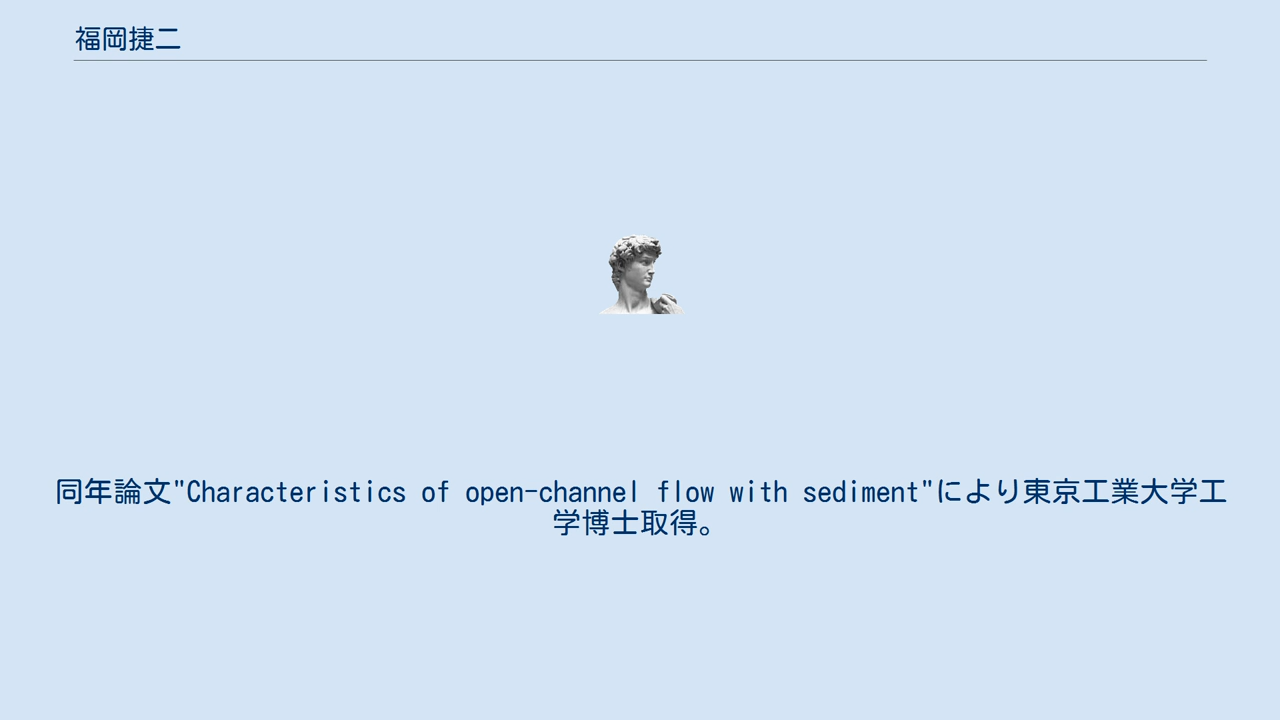 福岡捷二
同年論文"Characteristics of open-channel flow with sediment"により東京工業大学工
学博士取得。